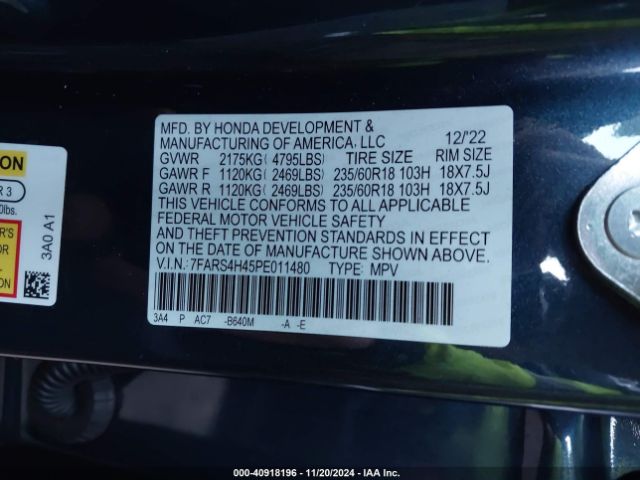 MFD. BY HONDA DEVELOPMENT &
MANUFACTURING OF AMERICA, LLC 12/'22
GVWR 2175KG( 4795LBS) TIRE SIZE RIM SIZE
GAWR F 1120KG( 2469LBS) 235/60R18 103H 18X7.5J
GAWR R 1120KG( 2469LBS) 235/60R18 103H 18X7.5J
THIS VEHICLE CONFORMS TO ALL APPLICABLE
FEDERAL MOTOR VEHICLE SAFETY
AND THEFT PREVENTION STANDARDS IN EFFECT
ON THE DATE OF MANUFACTURE SHOWN ABOVE.
V.I.N.: 7FARS4H45PE011480 TYPE: MPV
3A4 P AC7 -B640M -A -E
ION
R 3
0lbs.
R'S
3A0 A1
000-40918196 - 11/20/2024 - IAA Inc.